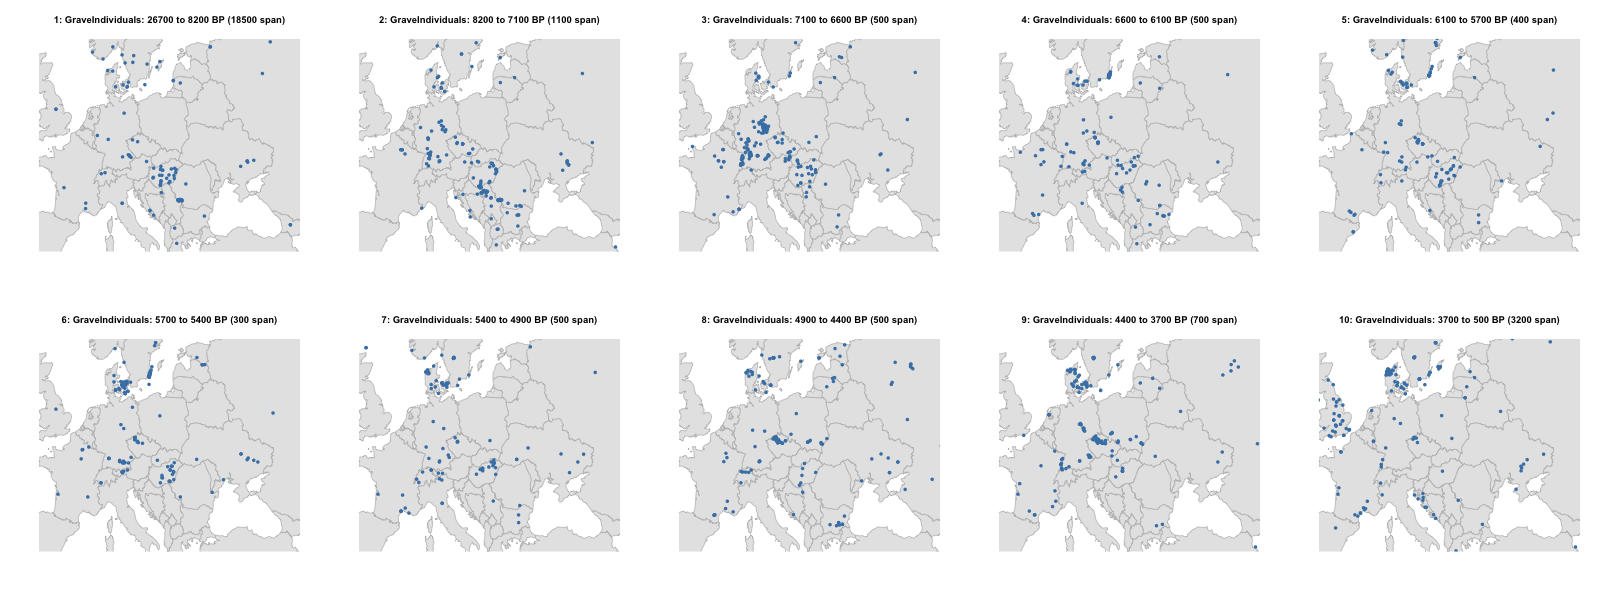 1: GraveIndividuals: 26700 to 8200 BP (18500 span)
2: GraveIndividuals: 8200 to 7100 BP (1100 span)
3: GraveIndividuals: 7100 to 6600 BP (500 span)
4: GraveIndividuals: 6600 to 6100 BP (500 span)
5: GraveIndividuals: 6100 to 5700 BP (400 span)
6: GraveIndividuals: 5700 to 5400 BP (300 span)
7: GraveIndividuals: 5400 to 4900 BP (500 span)
8: GraveIndividuals: 4900 to 4400 BP (500 span)
9: GraveIndividuals: 4400 to 3700 BP (700 span)
10: GraveIndividuals: 3700 to 500 BP (3200 span)